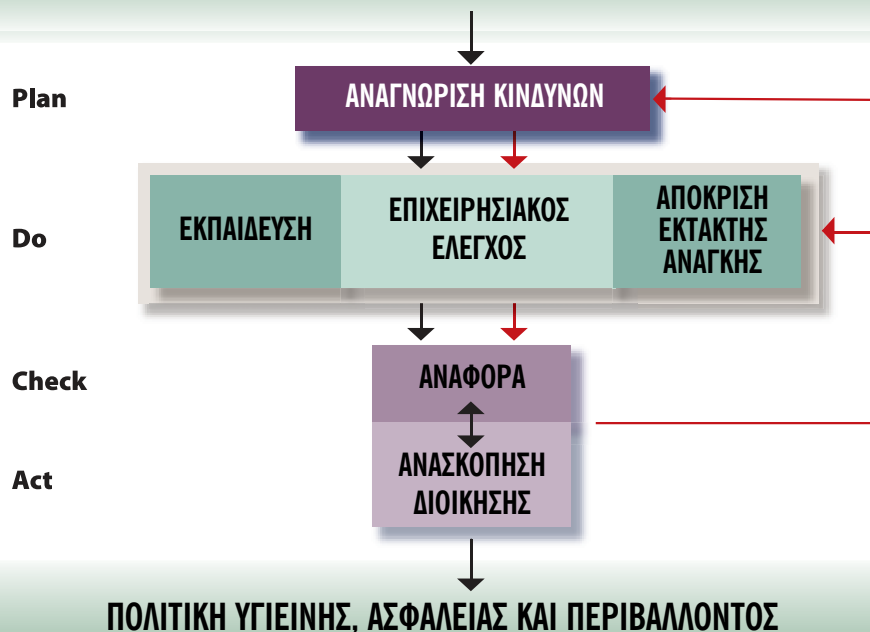 Plan
ΑΝΑΓΝΩΡΙΣΗ ΚΙΝΔΥΝΩΝ
Do
ΕΚΠΑΙΔΕΥΣΗ
ΕΠΙΧΕΙΡΗΣΙΑΚΟΣ
ΕΛΕΓΧΟΣ
ΑΠΟΚΡΙΣΗ
ΕΚΤΑΚΤΗΣ
ΑΝΑΓΚΗΣ
Check
ΑΝΑΦΟΡΑ
Act
ΑΝΑΣΚΟΠΗΣΗ
ΔΙΟΙΚΗΣΗΣ
ΠΟΛΙΤΙΚΗ ΥΓΙΕΙΝΗΣ, ΑΣΦΑΛΕΙΑΣ ΚΑΙ ΠΕΡΙΒΑΛΛΟΝΤΟΣ